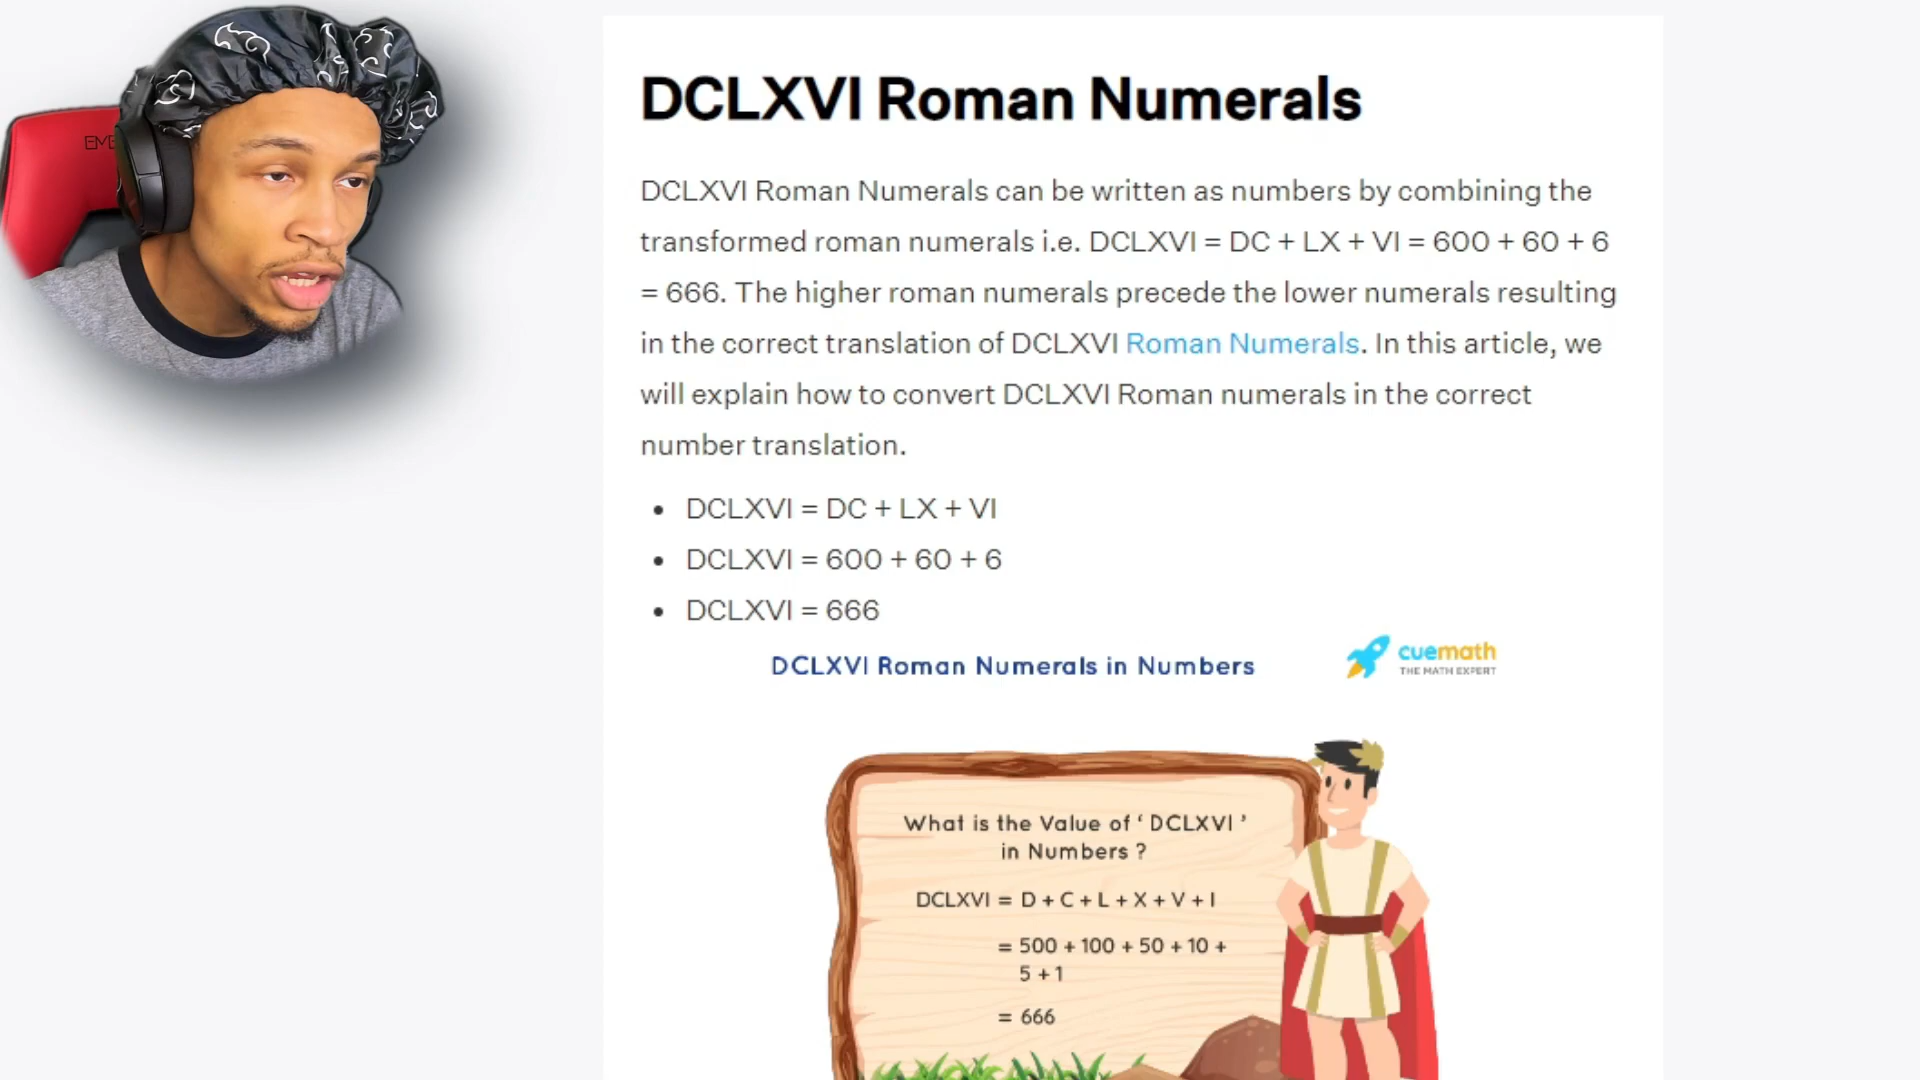 DCLXVI Roman Numerals
DCLXVI Roman Numerals can be written as numbers by combining the
transformed roman numerals i.e. DCLXVI = DC + LX + VI = 600 + 60 + 6
= 666. The higher roman numerals precede the lower numerals resulting
in the correct translation of DCLXVI Roman Numerals. In this article, we
will explain how to convert DCLXVI Roman numerals in the correct
number translation.
• DCLXVI = DC + LX + VI
• DCLXVI = 600 + 60 + 6
• DCLXVI = 666
DCLXVI Roman Numerals in Numbers
cuemath
THE MATH EXPERT
What is the Value of ‘ DCLXVI ’
in Numbers ?
DCLXVI = D + C + L + X + V + I
= 500 + 100 + 50 + 10 +
5 + 1
= 666